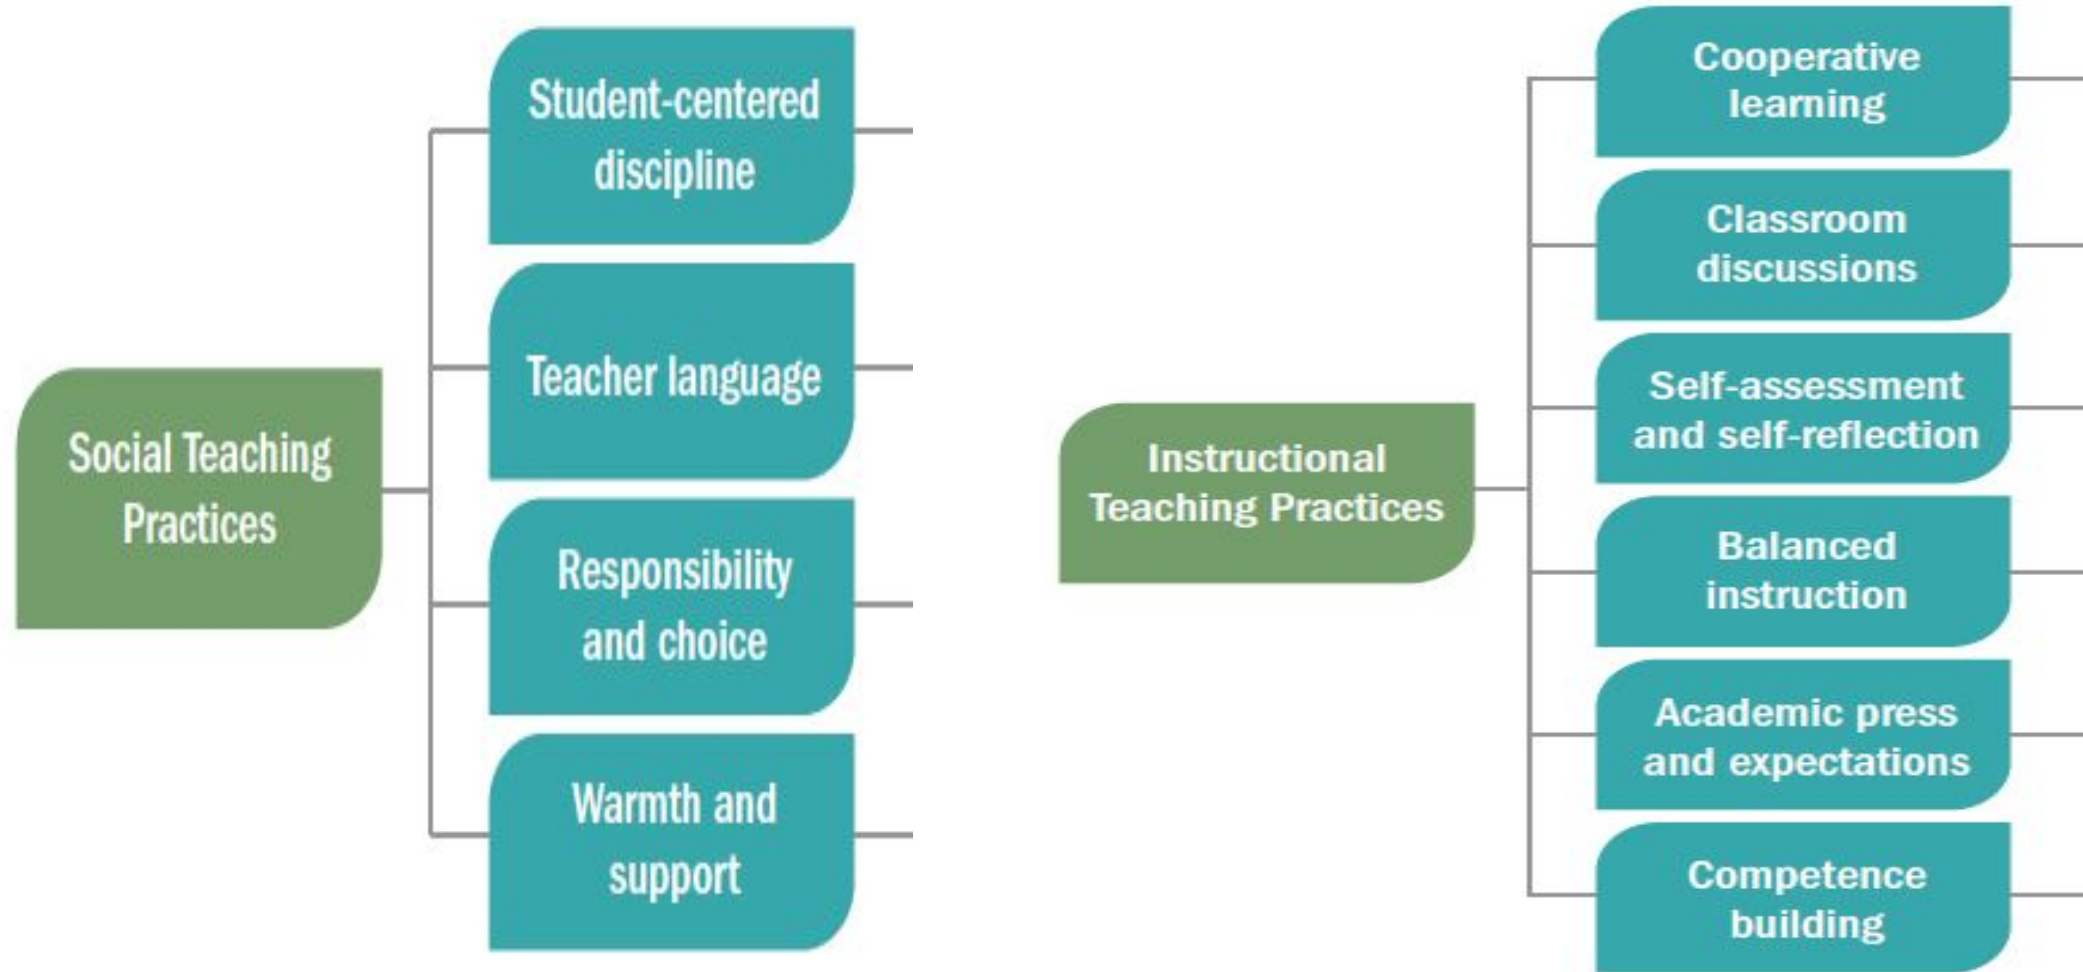 Social Teaching
Practices
Student-centered
discipline
Teacher language
Responsibility
and choice
Warmth and
support
Instructional
Teaching Practices
Cooperative
learning
Classroom
discussions
Self-assessment
and self-reflection
Balanced
instruction
Academic press
and expectations
Competence
building